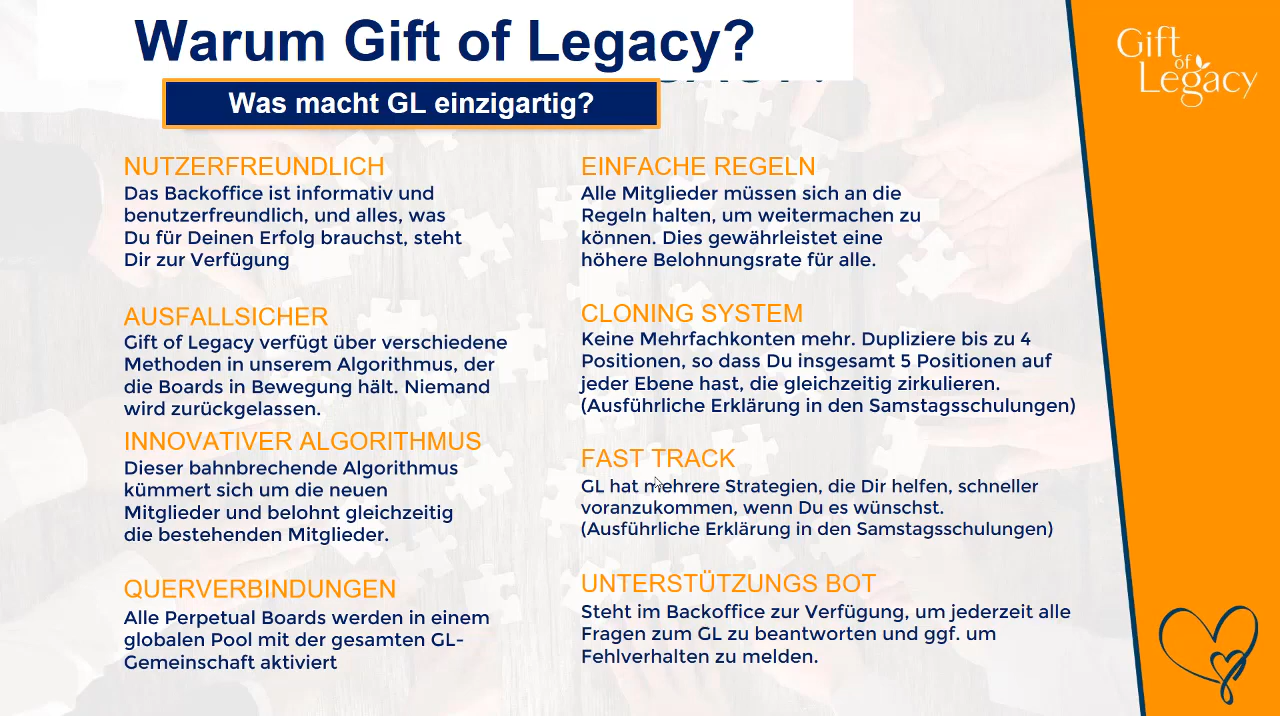 Warum Gift of Legacy?
Was macht GL einzigartig?
Gift
of
Legacy
NUTZERFREUNDLICH
Das Backoffice ist informativ und
benutzerfreundlich, und alles, was
Du für Deinen Erfolg brauchst, steht
Dir zur Verfügung
AUSFALLSICHER
Gift of Legacy verfügt über verschiedene
Methoden in unserem Algorithmus, der
die Boards in Bewegung hält. Niemand
wird zurückgelassen.
INNOVATIVER ALGORITHMUS
Dieser bahnbrechende Algorithmus
kümmert sich um die neuen
Mitglieder und belohnt gleichzeitig
die bestehenden Mitglieder.
QUERVERBINDUNGEN
Alle Perpetual Boards werden in einem
globalen Pool mit der gesamten GL-
Gemeinschaft aktiviert
EINFACHE REGELN
Alle Mitglieder müssen sich an die
Regeln halten, um weitermachen zu
können. Dies gewährleistet eine
höhere Belohnungsrate für alle.
CLONING SYSTEM
Keine Mehrfachkonten mehr. Dupliziere bis zu 4
Positionen, so dass Du insgesamt 5 Positionen auf
jeder Ebene hast, die gleichzeitig zirkulieren.
(Ausführliche Erklärung in den Samstagsschulungen)
FAST TRACK
GL hat mehrere Strategien, die Dir helfen, schneller
voranzukommen, wenn Du es wünschst.
(Ausführliche Erklärung in den Samstagsschulungen)
UNTERSTÜTZUNGS BOT
Steht im Backoffice zur Verfügung, um jederzeit alle
Fragen zum GL zu beantworten und ggf. um
Fehlverhalten zu melden.